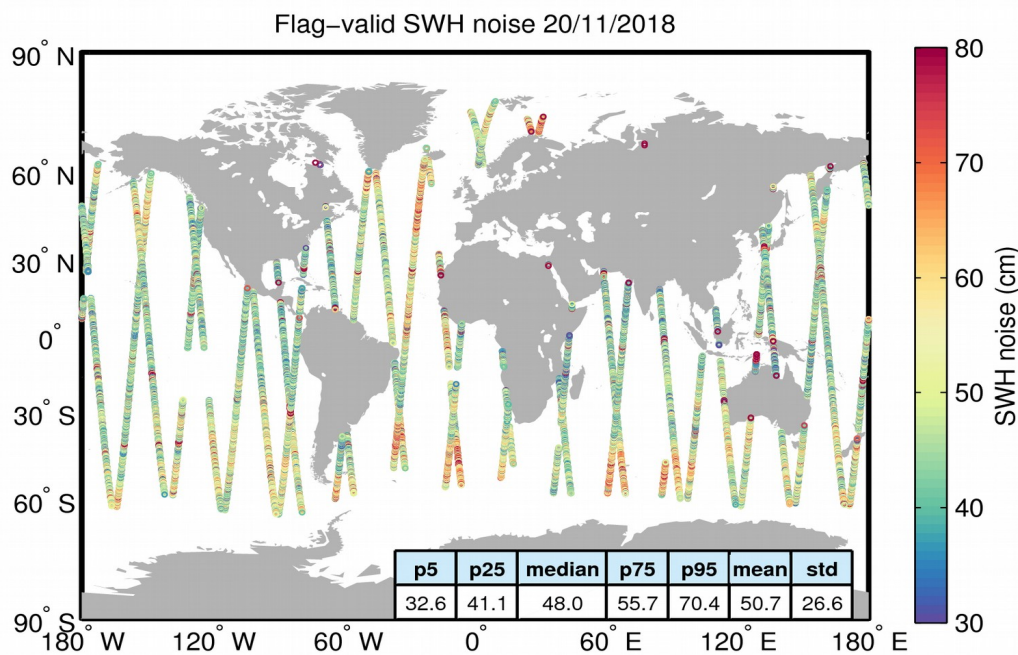 Flag−valid SWH noise 20/11/2018
90° N
60° N
30° N
0°
30° S
60° S
90° S
180° W
120° W
60° W
0°
60° E
120° E
180° E
80
70
60
50
40
30
SWH noise (cm)
p5 p25 median p75 p95 mean std
32.6 41.1 48.0 55.7 70.4 50.7 26.6